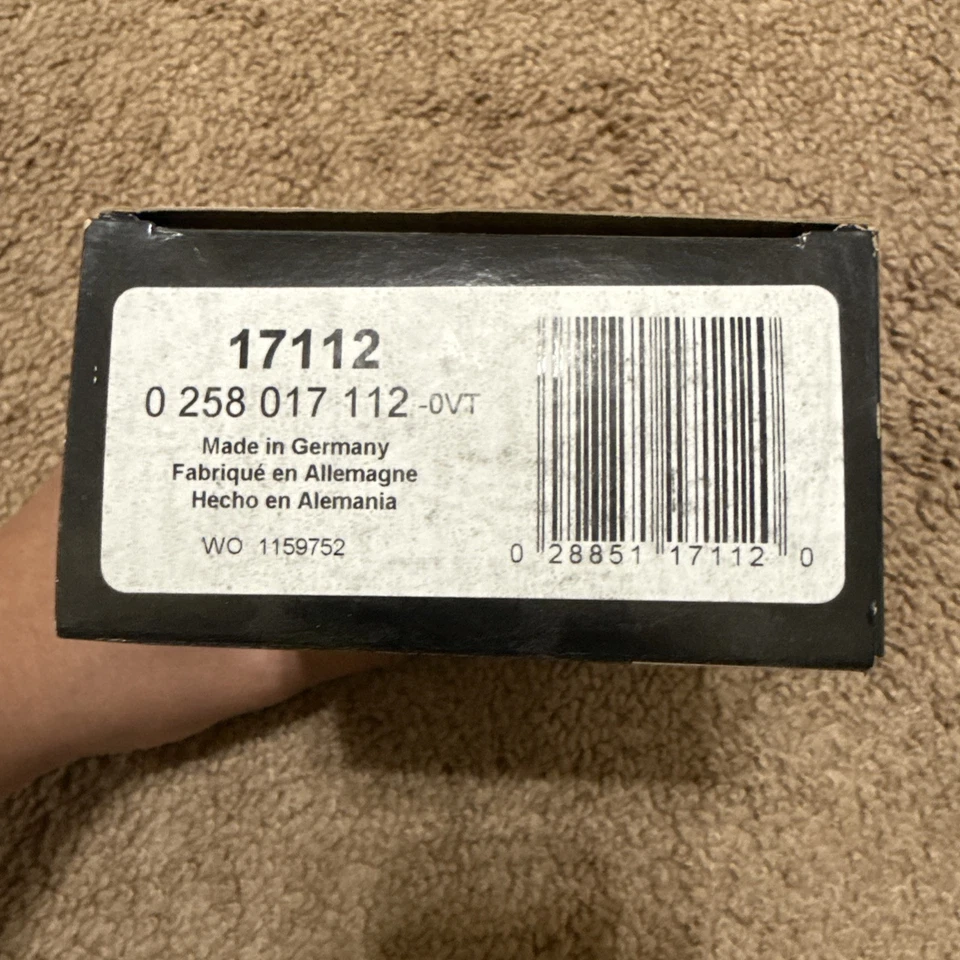 17112
0 258 017 112 -0VT
Made in Germany
Fabriqué en Allemagne
Hecho en Alemania
WO 1159752
0 28851 17112 0